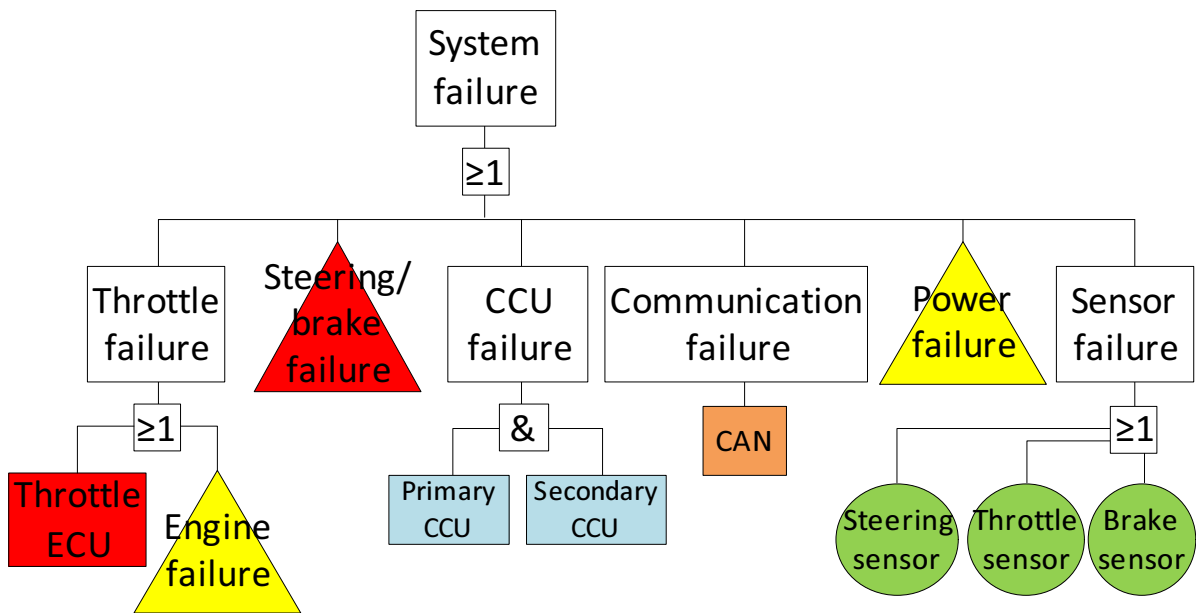 System
failure
≥1
Throttle
failure
Steering/
brake
failure
CCU
failure
Communication
failure
Power
failure
Sensor
failure
≥1
&
CAN
≥1
Throttle
ECU
Engine
failure
Primary
CCU
Secondary
CCU
Steering
sensor
Throttle
sensor
Brake
sensor